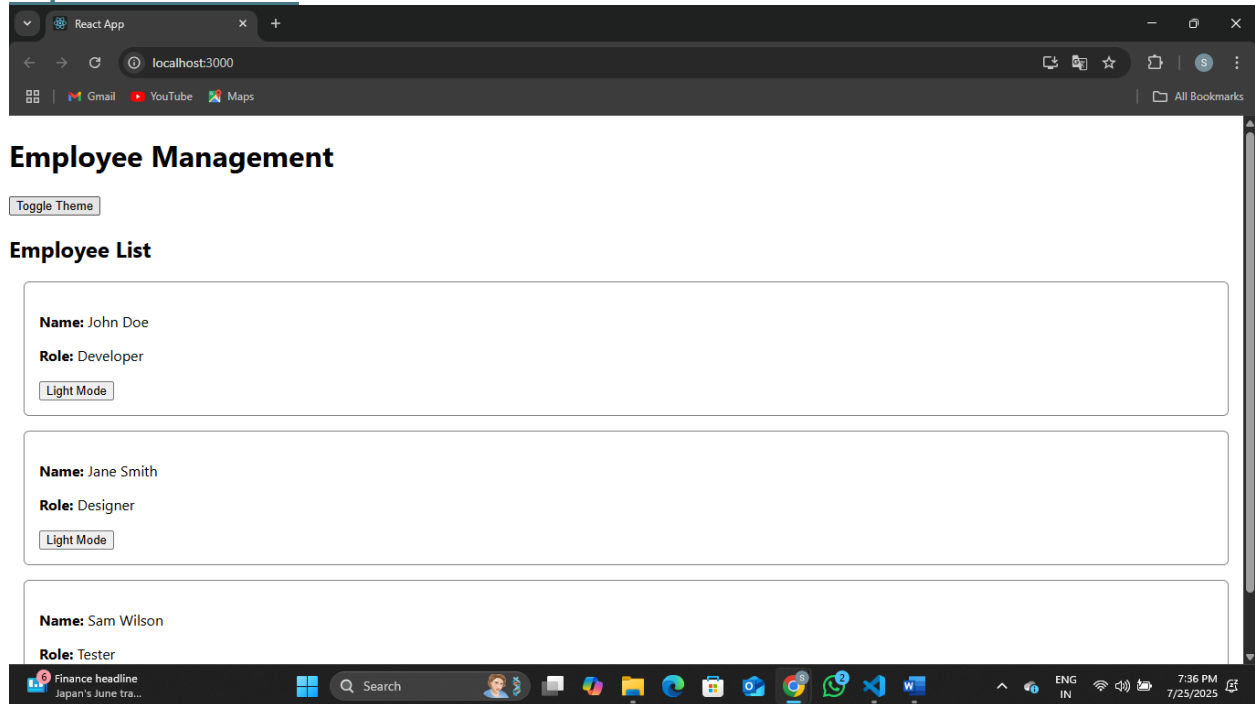 React App
localhost:3000
Gmail YouTube Maps All Bookmarks
S
Employee Management
Toggle Theme
Employee List
Name: John Doe
Role: Developer
Light Mode
Name: Jane Smith
Role: Designer
Light Mode
Name: Sam Wilson
Role: Tester
6
Finance headline
Japan's June tra...
Search
S
2
W
ENG
IN
7:36 PM
7/25/2025